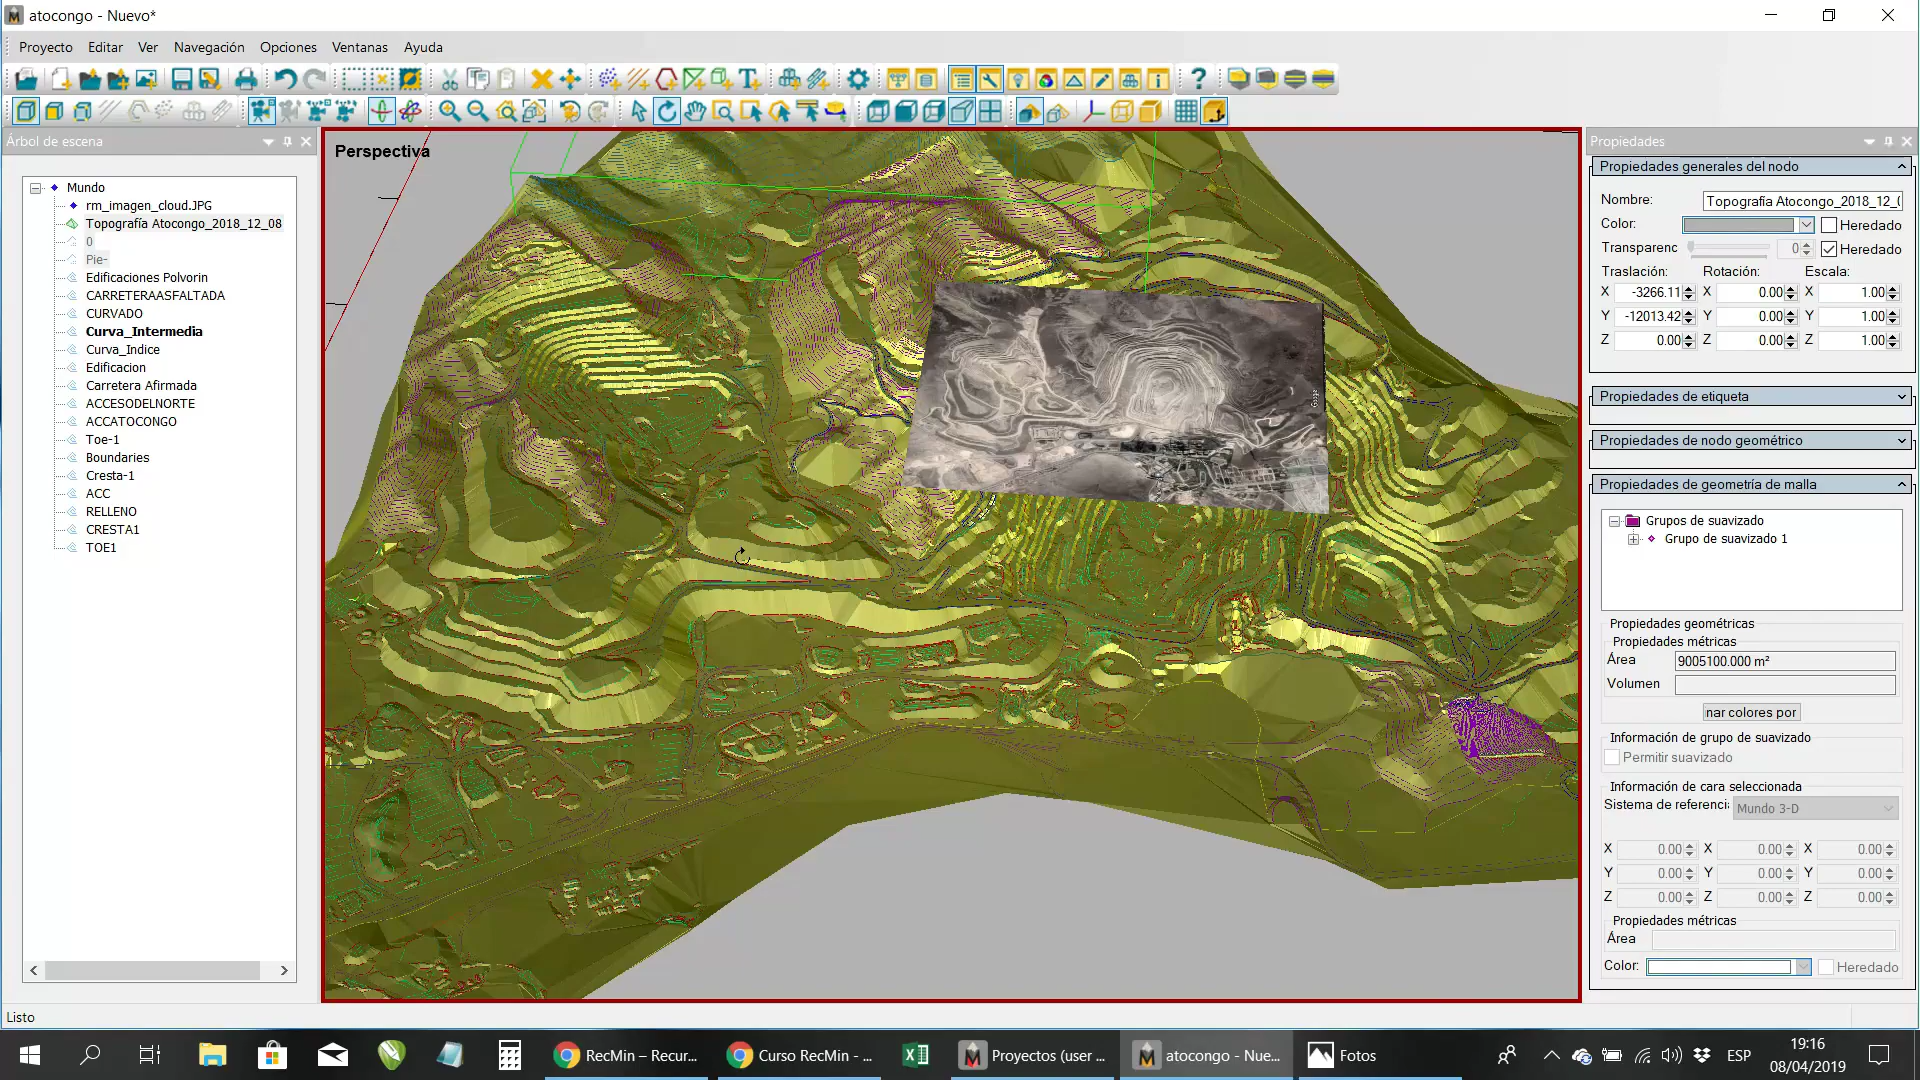 atocongo - Nuevo*
Proyecto Editar Ver Navegación Opciones Ventanas Ayuda
Árbol de escena
Mundo
rm_imagen_cloud.JPG
Topografía Atocongo_2018_12_08
0
Pie-
Edificaciones Polvorin
CARRETERAASFALTADA
CURVADO
Curva_Intermedia
Curva_Indice
Edificacion
Carretera Afirmada
ACCESODELNORTE
ACCATOCONGO
Toe-1
Boundaries
Cresta-1
ACC
RELLENO
CRESTA1
TOE1
Perspectiva
Google
Propiedades
Propiedades generales del nodo
Nombre: Topografía Atocongo_2018_12_(
Color: Heredado
Transparenc 0 Heredado
Traslación: Rotación: Escala:
X -3266.11 X 0.00 X 1.00
Y -12013.42 Y 0.00 Y 1.00
Z 0.00 Z 0.00 Z 1.00
Propiedades de etiqueta
Propiedades de nodo geométrico
Propiedades de geometría de malla
Grupos de suavizado
Grupo de suavizado 1
Propiedades geométricas
Propiedades métricas
Área 9005100.000 m²
Volumen
nar colores por
Información de grupo de suavizado
Permitir suavizado
Información de cara seleccionada
Sistema de referenci: Mundo 3-D
X 0.00 X 0.00 X 0.00
Y 0.00 Y 0.00 Y 0.00
Z 0.00 Z 0.00 Z 0.00
Propiedades métricas
Área
Color: Heredado
Listo
RecMin – Recur...
Curso RecMin - ...
Proyectos (user ...
atocongo - Nue...
Fotos
ESP
19:16
08/04/2019